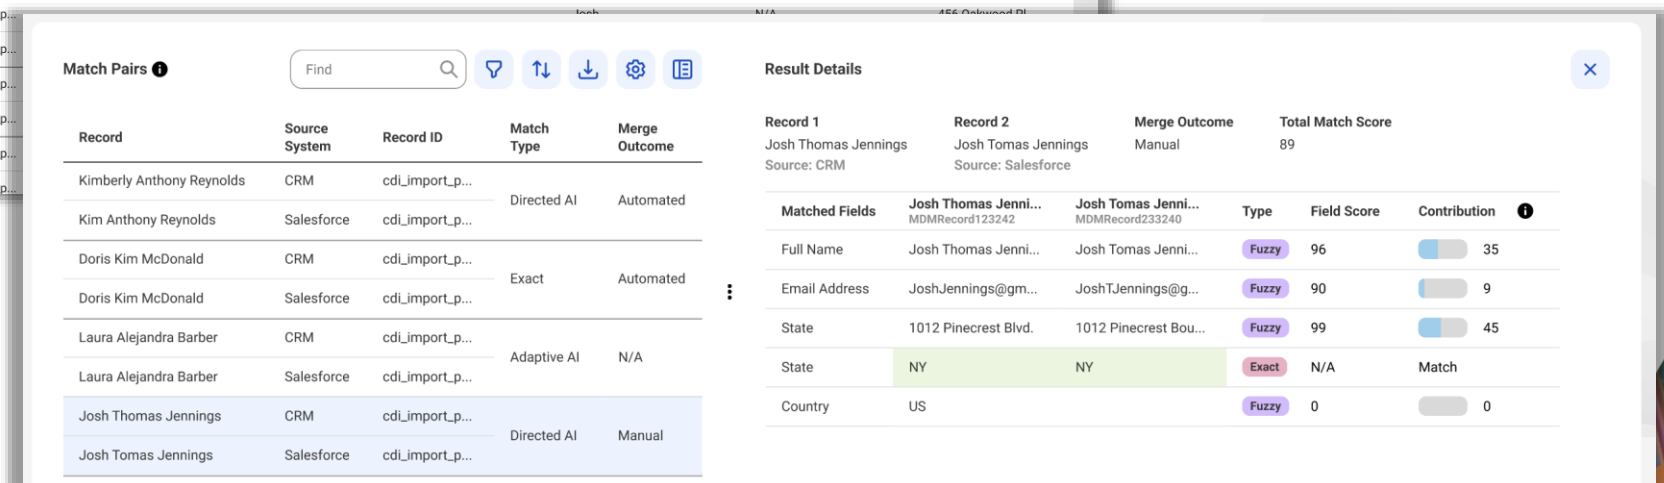 p...
Josh N/A 456 Oakwood Pl
p...
p...
p...
p...
p...
Match Pairs
Find
Record Source System Record ID Match Type Merge Outcome
Kimberly Anthony Reynolds CRM cdi_import_p...
Directed AI Automated
Kim Anthony Reynolds Salesforce cdi_import_p...
Doris Kim McDonald CRM cdi_import_p...
Exact Automated
Doris Kim McDonald Salesforce cdi_import_p...
Laura Alejandra Barber CRM cdi_import_p...
Adaptive AI N/A
Laura Alejandra Barber Salesforce cdi_import_p...
Josh Thomas Jennings CRM cdi_import_p...
Directed AI Manual
Josh Tomas Jennings Salesforce cdi_import_p...
Result Details
Record 1 Record 2 Merge Outcome Total Match Score
Josh Thomas Jennings Josh Tomas Jennings Manual 89
Source: CRM Source: Salesforce
Matched Fields Josh Thomas Jenni... Josh Tomas Jenni... Type Field Score Contribution
MDMRecord123242 MDMRecord233240
Full Name Josh Thomas Jenni... Josh Tomas Jenni... Fuzzy 96 35
Email Address JoshJennings@gm... JoshTJennings@g... Fuzzy 90 9
State 1012 Pinecrest Blvd. 1012 Pinecrest Bou... Fuzzy 99 45
State NY NY Exact N/A Match
Country US Fuzzy 0 0